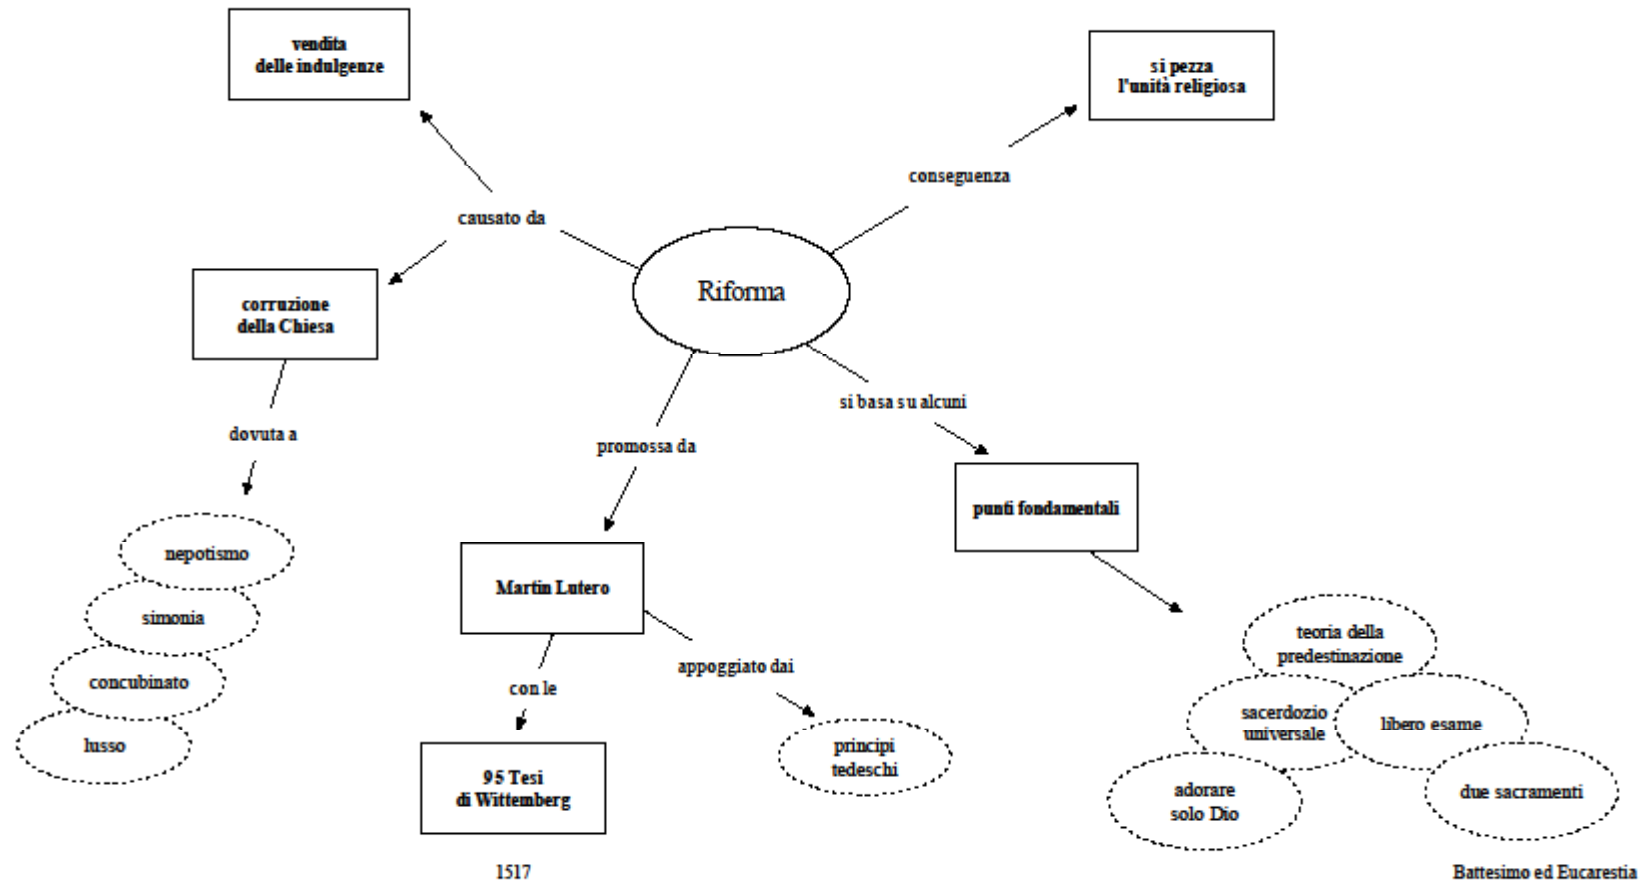 vendita
delle indulgenze
si pezza
l'unità religiosa
conseguenza
causato da
Riforma
corruzione
della Chiesa
si basa su alcuni
dovuta a
promossa da
punti fondamentali
nepotismo
Martin Lutero
simonia
teoria della
predestinazione
appoggiato dai
concubinato
con le
sacerdozio
universale
libero esame
lusso
principi
tedeschi
95 Tesi
di Wittemberg
adorare
solo Dio
due sacramenti
1517
Battesimo ed Eucarestia